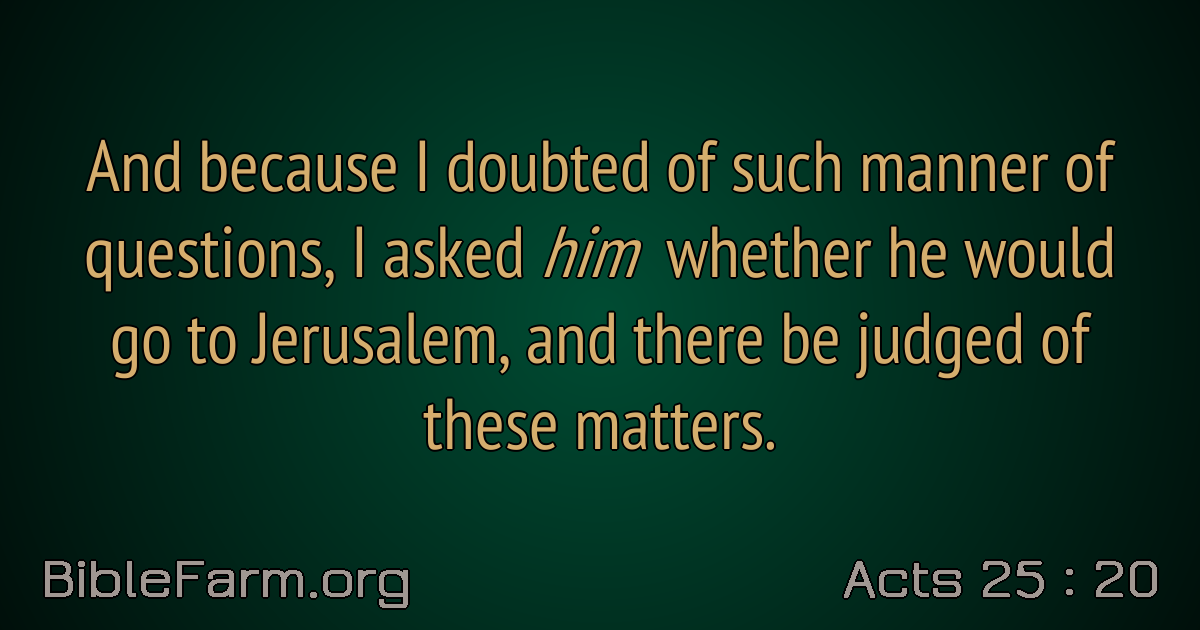 And because I doubted of such manner of
questions, I asked him whether he would
go to Jerusalem, and there be judged of
these matters.
BibleFarm.org
Acts 25 : 20